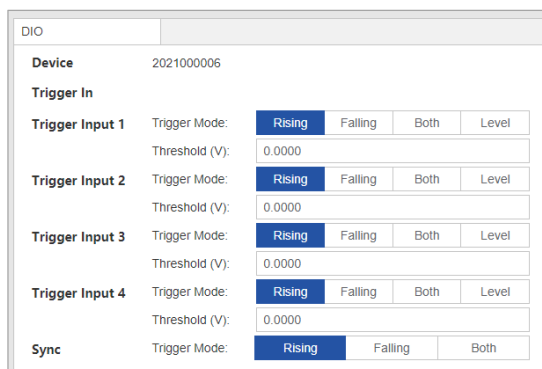 DIO
Device 2021000006
Trigger In
Trigger Input 1 Trigger Mode: Rising Falling Both Level
Threshold (V): 0.0000
Trigger Input 2 Trigger Mode: Rising Falling Both Level
Threshold (V): 0.0000
Trigger Input 3 Trigger Mode: Rising Falling Both Level
Threshold (V): 0.0000
Trigger Input 4 Trigger Mode: Rising Falling Both Level
Threshold (V): 0.0000
Sync Trigger Mode: Rising Falling Both